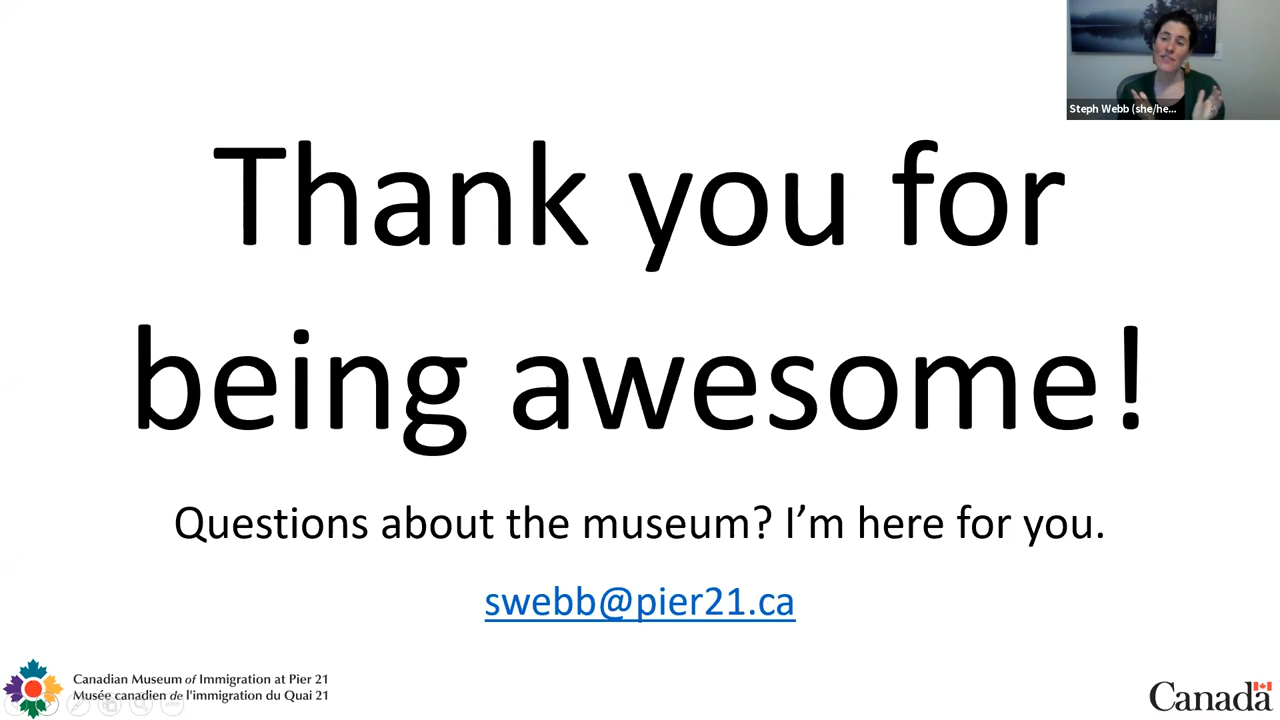 Steph Webb (she/he...
Thank you for
being awesome!
Questions about the museum? I’m here for you.
swebb@pier21.ca
Canadian Museum of Immigration at Pier 21
Musée canadien de l'immigration du Quai 21
Canada